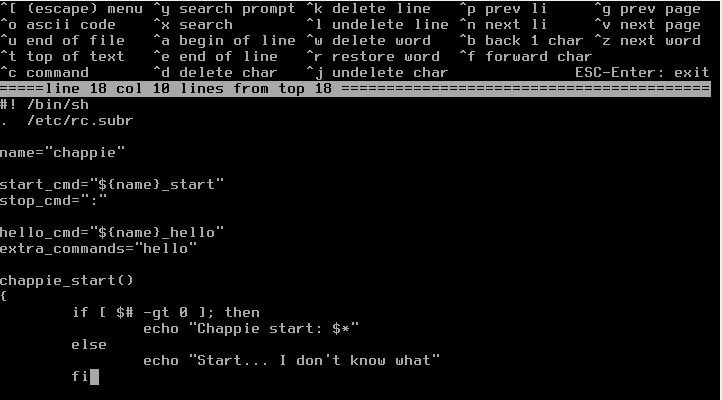 ^[ (escape) menu ^y search prompt ^k delete line ^p prev li ^g prev page
^o ascii code ^x search ^l undelete line ^n next li ^v next page
^u end of file ^a begin of line ^w delete word ^b back 1 char ^z next word
^t top of text ^e end of line ^r restore word ^f forward char
^c command ^d delete char ^j undelete char ESC-Enter: exit
=====line 18 col 10 lines from top 18 =========================================
#! /bin/sh
. /etc/rc.subr
name="chappie"
start_cmd="${name}_start"
stop_cmd=":"
hello_cmd="${name}_hello"
extra_commands="hello"
chappie_start()
{
if [ $# -gt 0 ]; then
echo "Chappie start: $*"
else
echo "Start... I don't know what"
fi